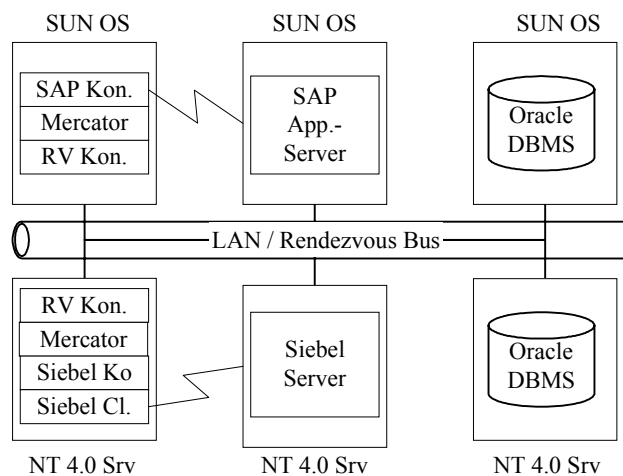 SUN OS
SUN OS
SUN OS
SAP Kon.
Mercator
RV Kon.
SAP
App.-
Server
Oracle
DBMS
LAN / Rendezvous Bus
RV Kon.
Mercator
Siebel Ko
Siebel Cl.
Siebel
Server
Oracle
DBMS
NT 4.0 Srv
NT 4.0 Srv
NT 4.0 Srv